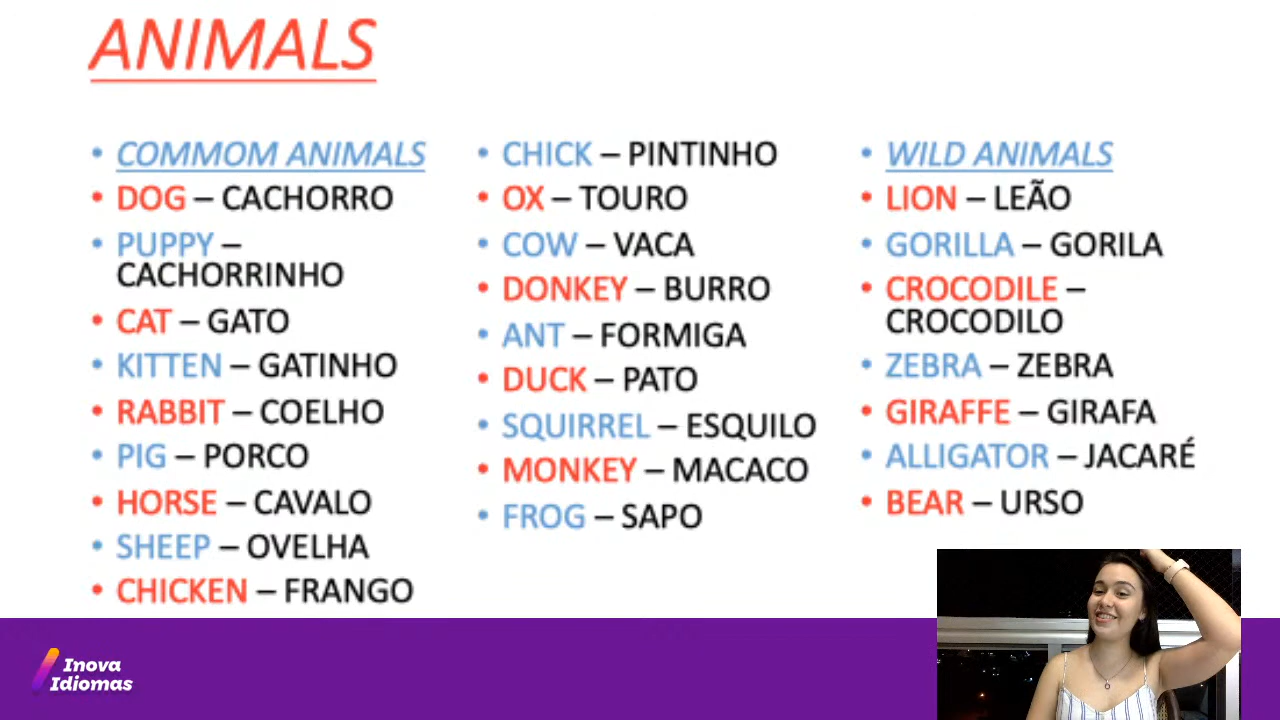 ANIMALS
COMMOM ANIMALS
DOG – CACHORRO
PUPPY –
CACHORRINHO
CAT – GATO
KITTEN – GATINHO
RABBIT – COELHO
PIG – PORCO
HORSE – CAVALO
SHEEP – OVELHA
CHICKEN – FRANGO
CHICK – PINTINHO
OX – TOURO
COW – VACA
DONKEY – BURRO
ANT – FORMIGA
DUCK – PATO
SQUIRREL – ESQUILO
MONKEY – MACACO
FROG – SAPO
WILD ANIMALS
LION – LEÃO
GORILLA – GORILA
CROCODILE –
CROCODILO
ZEBRA – ZEBRA
GIRAFFE – GIRAFA
ALLIGATOR – JACARÉ
BEAR – URSO
Inova
Idiomas